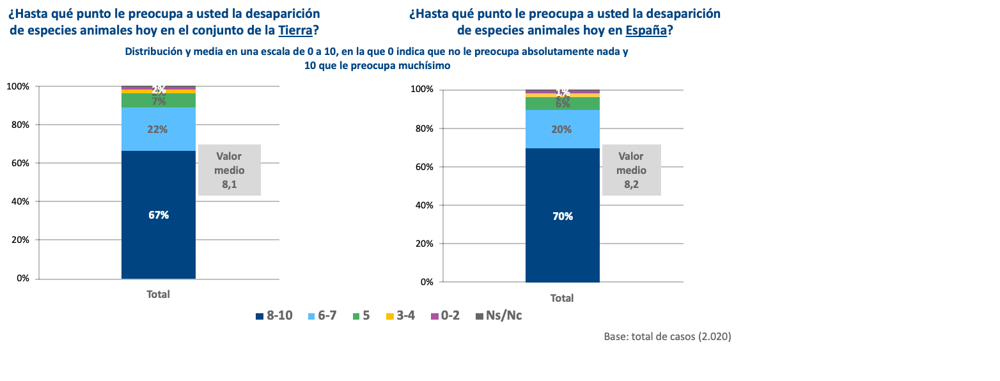 ¿Hasta qué punto le preocupa a usted la desaparición
de especies animales hoy en el conjunto de la Tierra?
¿Hasta qué punto le preocupa a usted la desaparición
de especies animales hoy en España?
Distribución y media en una escala de 0 a 10, en la que 0 indica que no le preocupa absolutamente nada y
10 que le preocupa muchísimo
100%
80%
60%
40%
20%
0%
2%
7%
22%
67%
Valor
medio
8,1
Total
100%
80%
60%
40%
20%
0%
1%
6%
20%
70%
Valor
medio
8,2
Total
8-10 6-7 5 3-4 0-2 Ns/Nc
Base: total de casos (2.020)